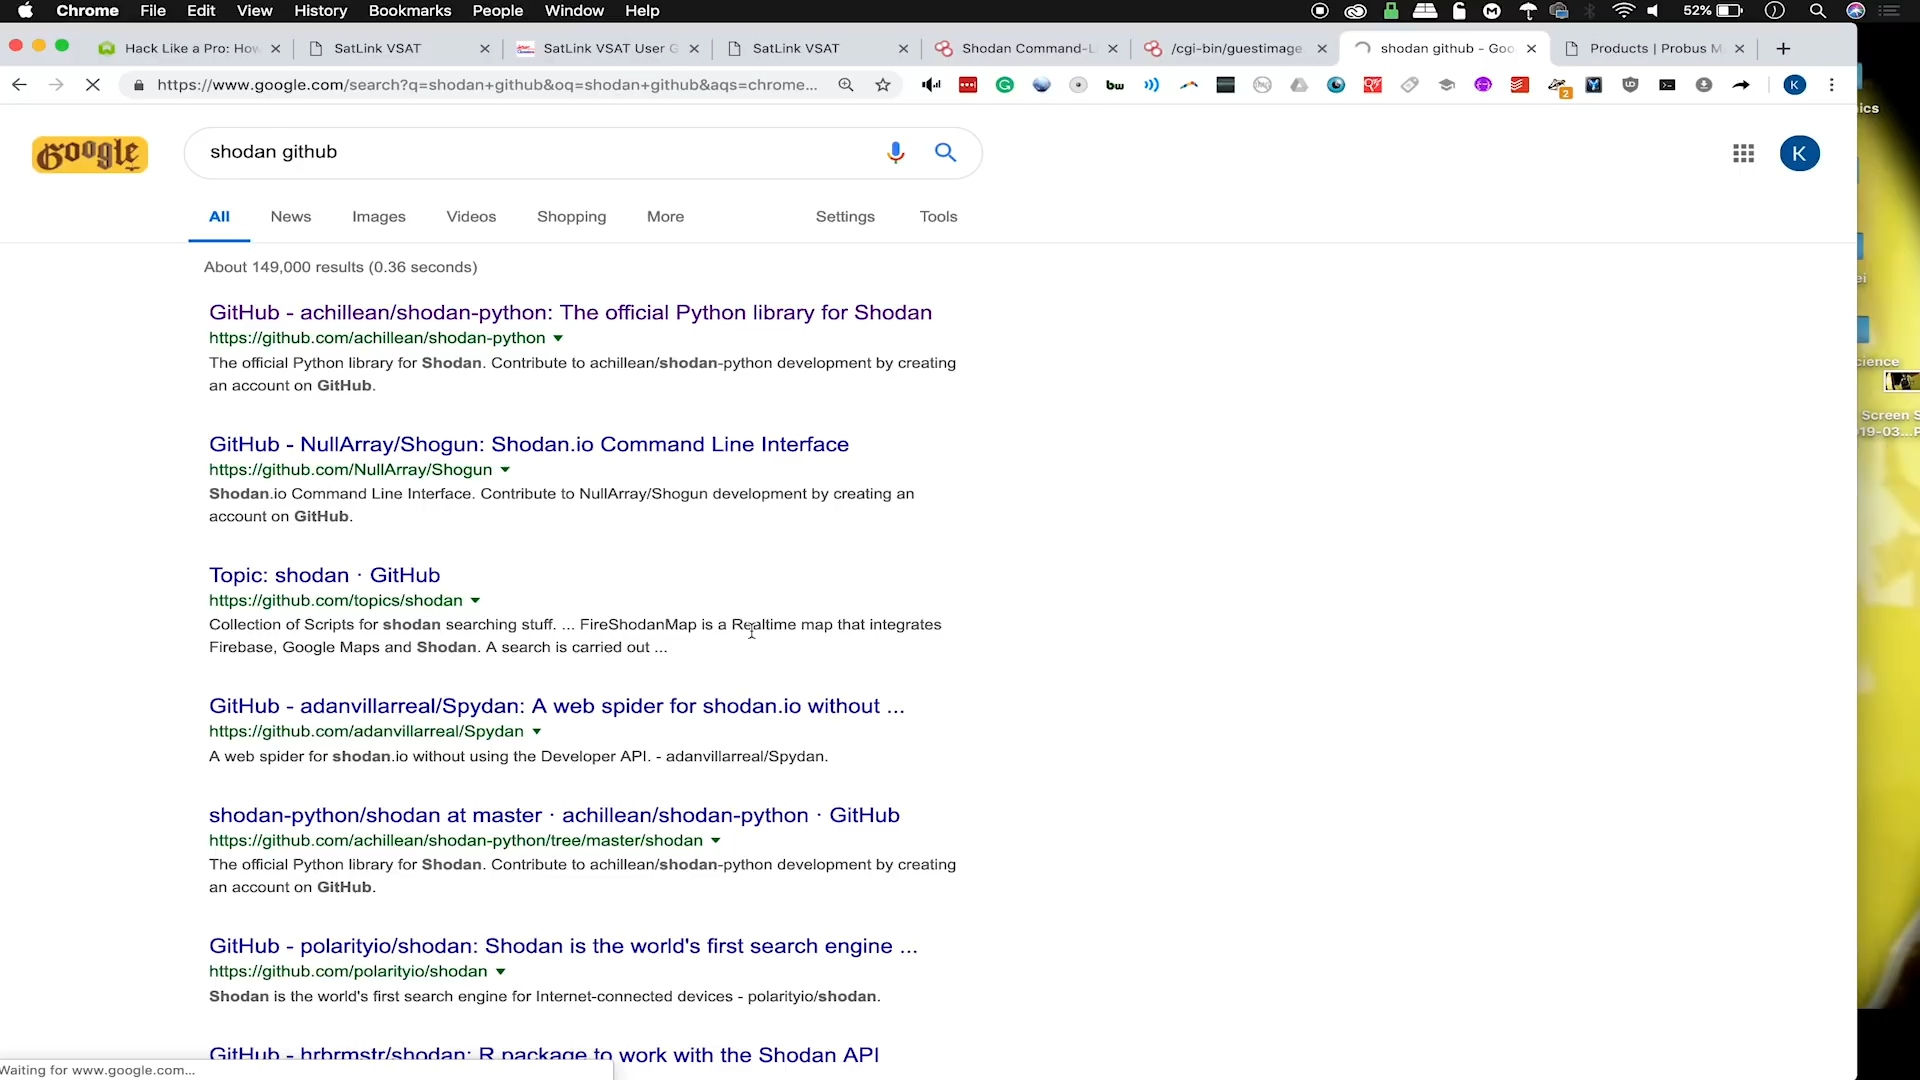 Chrome File Edit View History Bookmarks People Window Help 52%
Hack Like a Pro: How
SatLink VSAT
SatLink VSAT User G
SatLink VSAT
Shodan Command-L
/cgi-bin/guestimage.
shodan github - Goo
Products | Probus M
https://www.google.com/search?q=shodan+github&oq=shodan+github&aqs=chrome...
bw
2
K
ics
Google
shodan github
K
All News Images Videos Shopping More Settings Tools
About 149,000 results (0.36 seconds)
GitHub - achillean/shodan-python: The official Python library for Shodan
https://github.com/achillean/shodan-python
The official Python library for Shodan. Contribute to achillean/shodan-python development by creating
an account on GitHub.
GitHub - NullArray/Shogun: Shodan.io Command Line Interface
https://github.com/NullArray/Shogun
Shodan.io Command Line Interface. Contribute to NullArray/Shogun development by creating an
account on GitHub.
Topic: shodan · GitHub
https://github.com/topics/shodan
Collection of Scripts for shodan searching stuff. ... FireShodanMap is a Realtime map that integrates
Firebase, Google Maps and Shodan. A search is carried out ...
GitHub - adanvillarreal/Spydan: A web spider for shodan.io without ...
https://github.com/adanvillarreal/Spydan
A web spider for shodan.io without using the Developer API. - adanvillarreal/Spydan.
shodan-python/shodan at master · achillean/shodan-python · GitHub
https://github.com/achillean/shodan-python/tree/master/shodan
The official Python library for Shodan. Contribute to achillean/shodan-python development by creating
an account on GitHub.
GitHub - polarityio/shodan: Shodan is the world's first search engine ...
https://github.com/polarityio/shodan
Shodan is the world's first search engine for Internet-connected devices - polarityio/shodan.
GitHub - hrbrmstr/shodan: R package to work with the Shodan API
Waiting for www.google.com...
ei
cience
Screen S